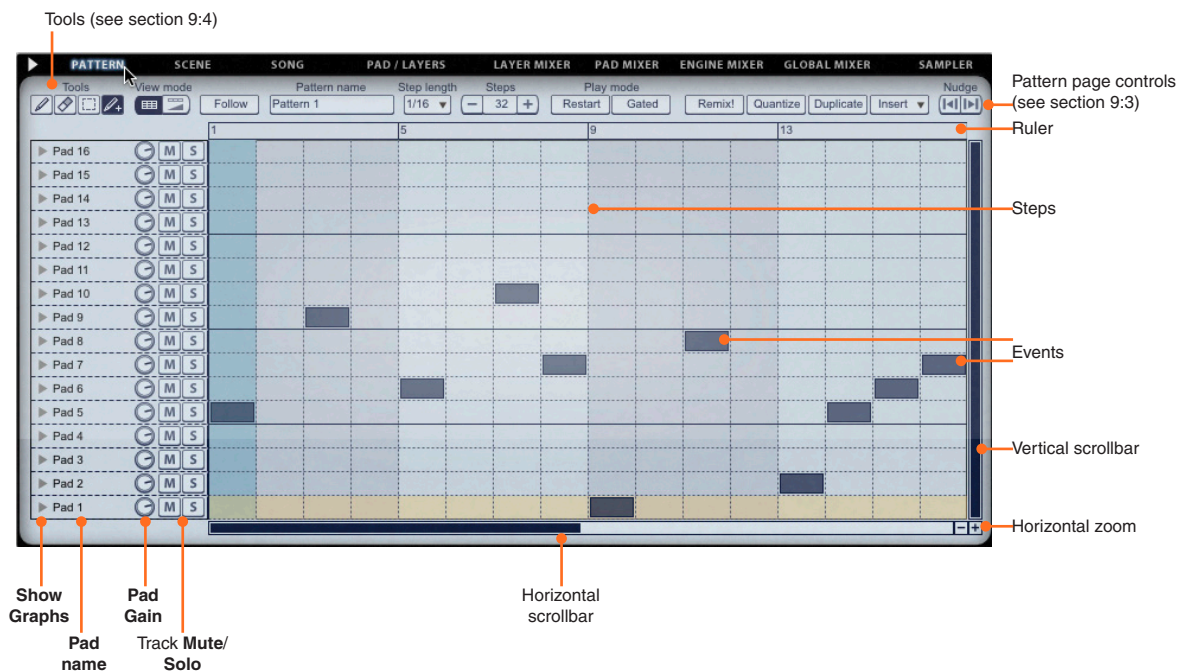 Tools (see section 9:4)
PATTERN SCENE SONG PAD / LAYERS LAYER MIXER PAD MIXER ENGINE MIXER GLOBAL MIXER SAMPLER
Tools View mode Pattern name Step length Steps Play mode Nudge
Follow Pattern 1 1/16 − 32 + Restart Gated Remix! Quantize Duplicate Insert
Pattern page controls
(see section 9:3)
1 5 9 13
Ruler
Pad 16 M S
Pad 15 M S
Pad 14 M S
Steps
Pad 13 M S
Pad 12 M S
Pad 11 M S
Pad 10 M S
Pad 9 M S
Pad 8 M S
Events
Pad 7 M S
Pad 6 M S
Pad 5 M S
Pad 4 M S
Vertical scrollbar
Pad 3 M S
Pad 2 M S
Pad 1 M S
− +
Horizontal zoom
Show
Graphs
Pad
name
Pad
Gain
Track Mute/
Solo
Horizontal
scrollbar